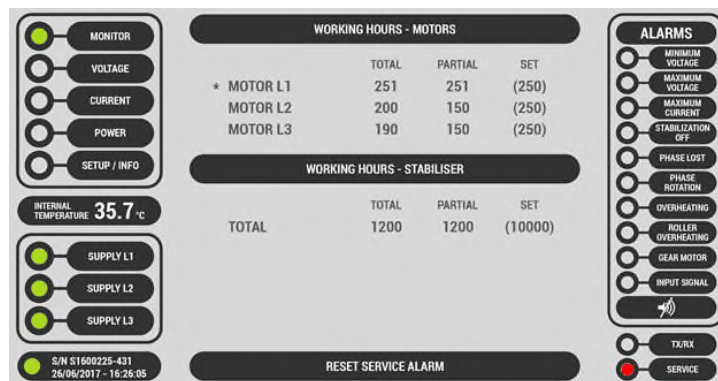 MONITOR
VOLTAGE
CURRENT
POWER
SETUP / INFO
INTERNAL
TEMPERATURE 35.7 °C
SUPPLY L1
SUPPLY L2
SUPPLY L3
S/N S1600225-431
26/06/2017 - 16:26:05
WORKING HOURS - MOTORS
TOTAL PARTIAL SET
* MOTOR L1 251 251 (250)
MOTOR L2 200 150 (250)
MOTOR L3 190 150 (250)
WORKING HOURS - STABILISER
TOTAL PARTIAL SET
TOTAL 1200 1200 (10000)
RESET SERVICE ALARM
ALARMS
MINIMUM
VOLTAGE
MAXIMUM
VOLTAGE
MAXIMUM
CURRENT
STABILIZATION
OFF
PHASE LOST
PHASE
ROTATION
OVERHEATING
ROLLER
OVERHEATING
GEAR MOTOR
INPUT SIGNAL
TX/RX
SERVICE